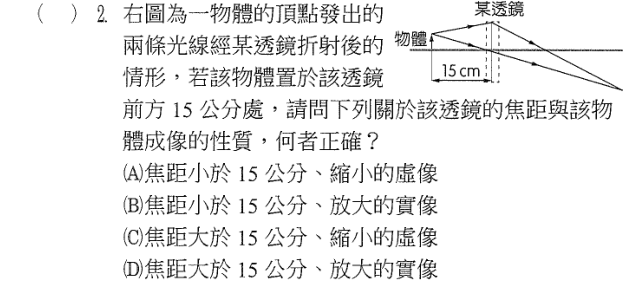 (　) 2. 右圖為一物體的頂點發出的
兩條光線經某透鏡折射後的
情形，若該物體置於該透鏡
前方 15 公分處，請問下列關於該透鏡的焦距與該物
體成像的性質，何者正確？
(A)焦距小於 15 公分、縮小的虛像
(B)焦距小於 15 公分、放大的實像
(C)焦距大於 15 公分、縮小的虛像
(D)焦距大於 15 公分、放大的實像
某透鏡
物體
15 cm